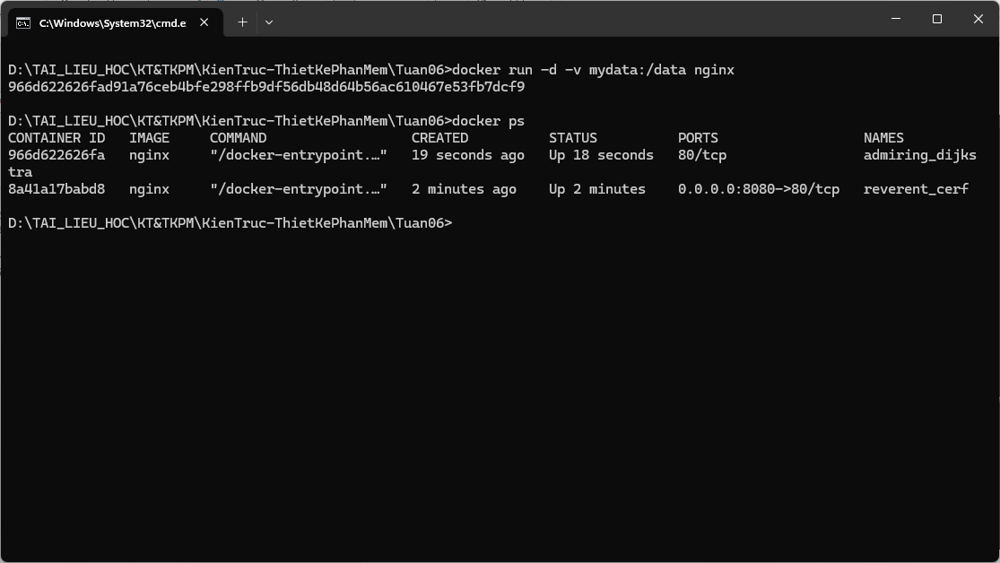 C:\Windows\System32\cmd.e
D:\TAI_LIEU_HOC\KT&TKPM\KienTruc-ThietKePhanMem\Tuan06>docker run -d -v mydata:/data nginx
966d622626fad91a76ceb4bfe298ffb9df56db48d64b56ac610467e53fb7dcf9
D:\TAI_LIEU_HOC\KT&TKPM\KienTruc-ThietKePhanMem\Tuan06>docker ps
CONTAINER ID   IMAGE     COMMAND                  CREATED          STATUS          PORTS                  NAMES
966d622626fa   nginx     "/docker-entrypoint.…"   19 seconds ago   Up 18 seconds   80/tcp                 admiring_dijks
tra
8a41a17babd8   nginx     "/docker-entrypoint.…"   2 minutes ago    Up 2 minutes    0.0.0.0:8080->80/tcp   reverent_cerf
D:\TAI_LIEU_HOC\KT&TKPM\KienTruc-ThietKePhanMem\Tuan06>